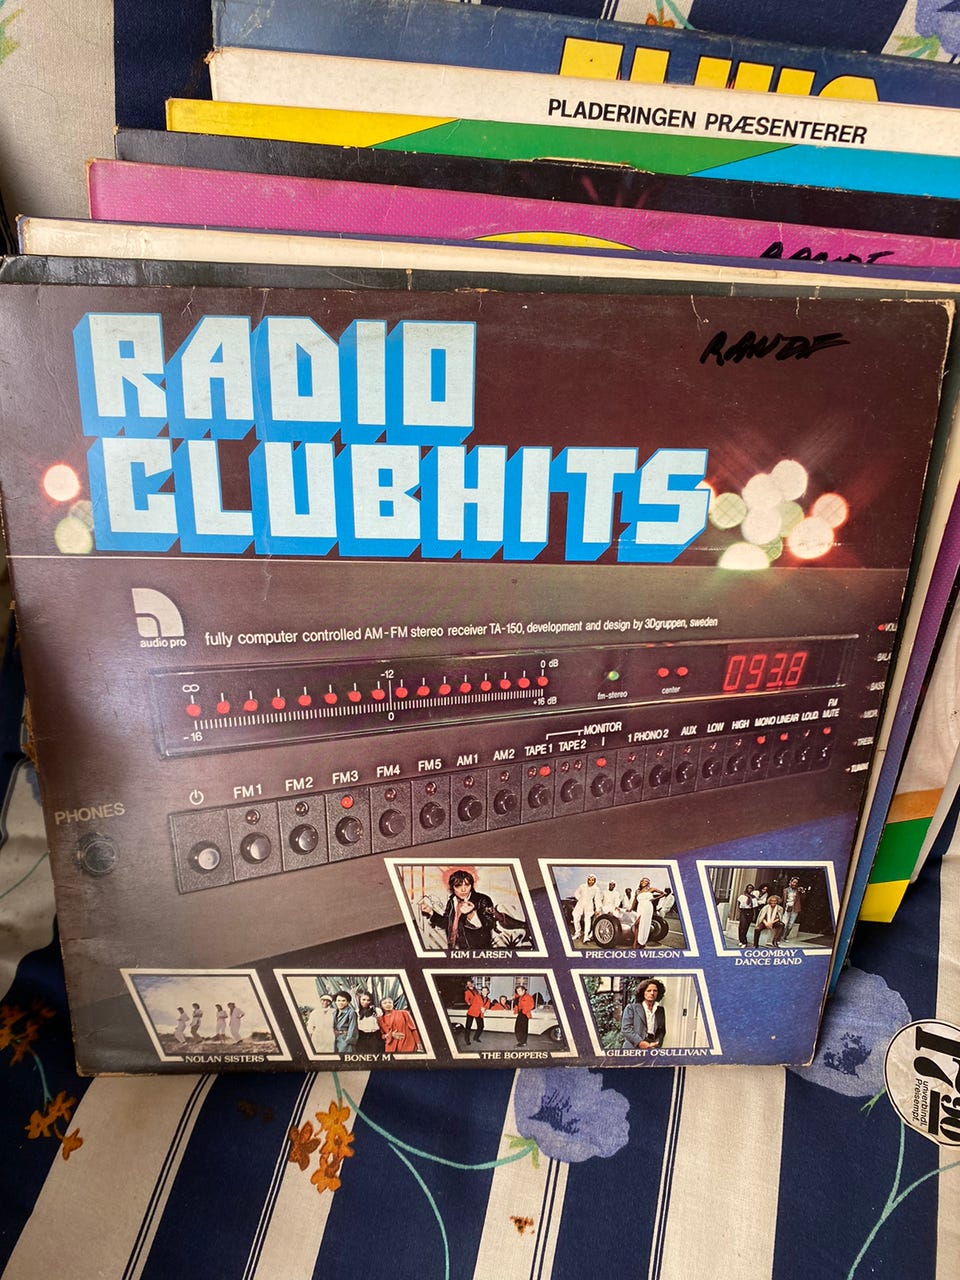 PLADERINGEN PRÆSENTERER
RADIO
CLUBHITS
RANDE
audio pro
fully computer controlled AM-FM stereo receiver TA-150, development and design by 3Dgruppen, sweden
∞ -12 0 dB
-16 0 +16 dB
fm-stereo
center
093.8
MONITOR
FM
FM1 FM2 FM3 FM4 FM5 AM1 AM2 TAPE 1 TAPE 2 1 PHONO 2 AUX LOW HIGH MONO LINEAR LOUD. MUTE
PHONES
KIM LARSEN
PRECIOUS WILSON
GOOMBAY
DANCE BAND
NOLAN SISTERS
BONEY M
THE BOPPERS
GILBERT O'SULLIVAN
unverbindl.
Preisempf.